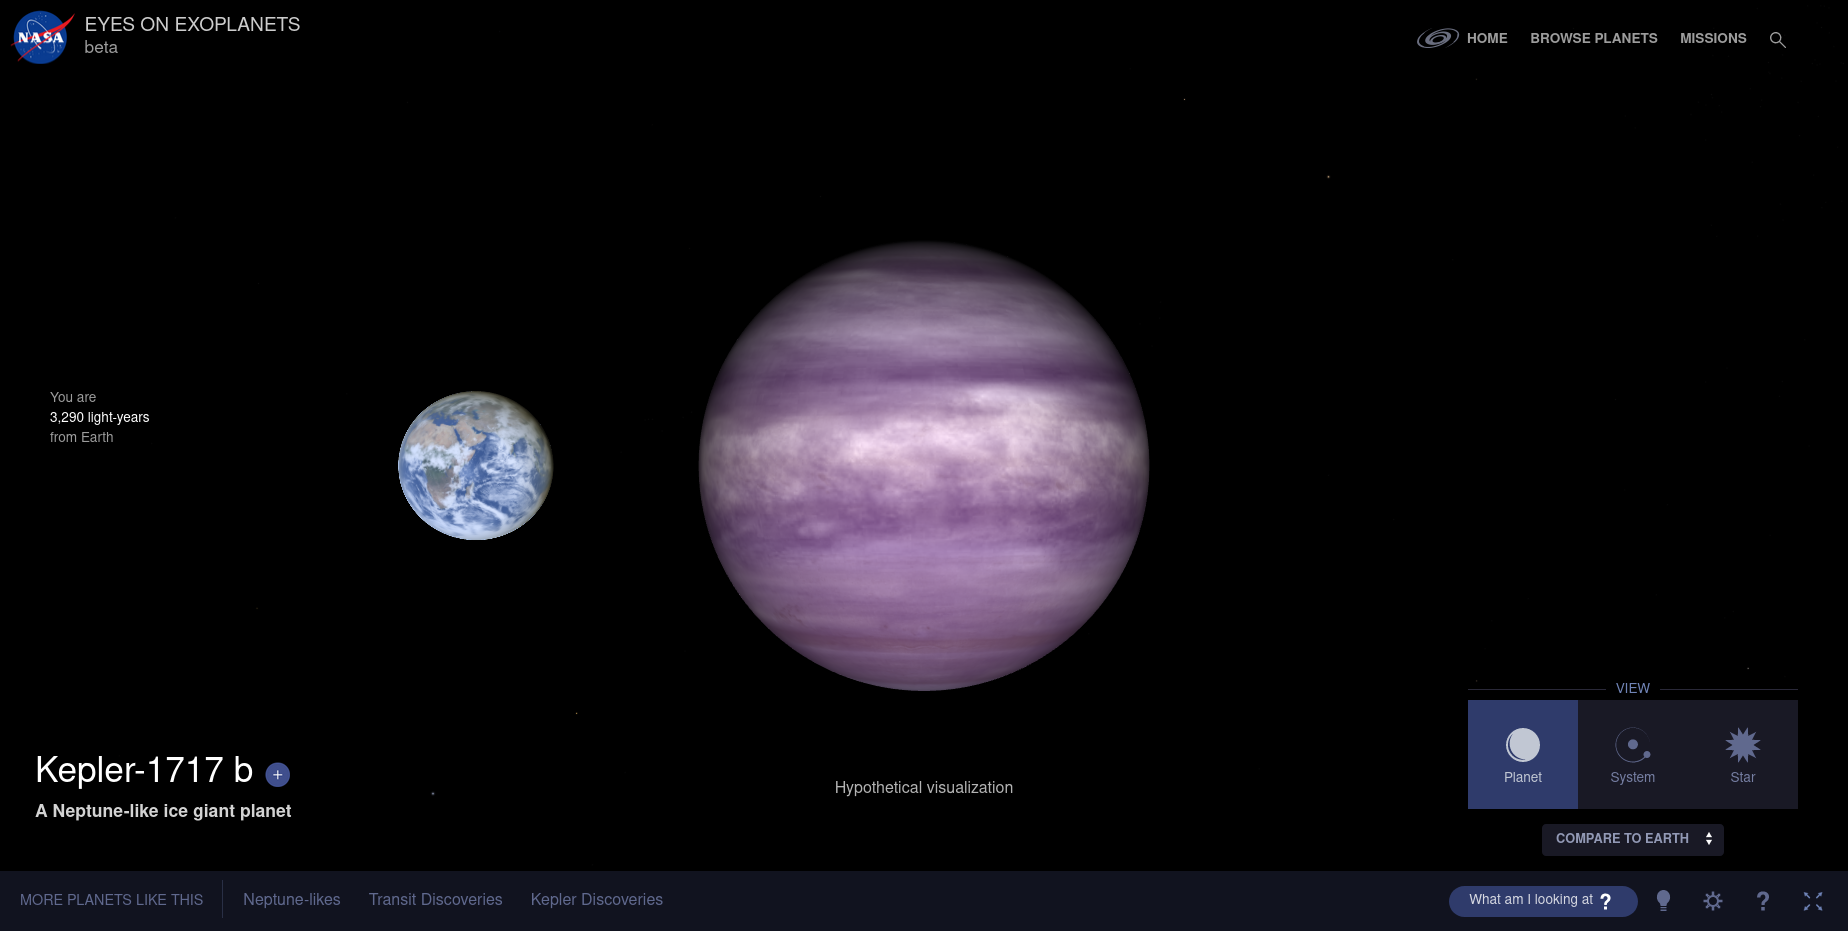 NASA
EYES ON EXOPLANETS
beta
HOME
BROWSE PLANETS
MISSIONS
You are
3,290 light-years
from Earth
Kepler-1717 b +
A Neptune-like ice giant planet
Hypothetical visualization
VIEW
Planet
System
Star
COMPARE TO EARTH
MORE PLANETS LIKE THIS
Neptune-likes
Transit Discoveries
Kepler Discoveries
What am I looking at ?
?